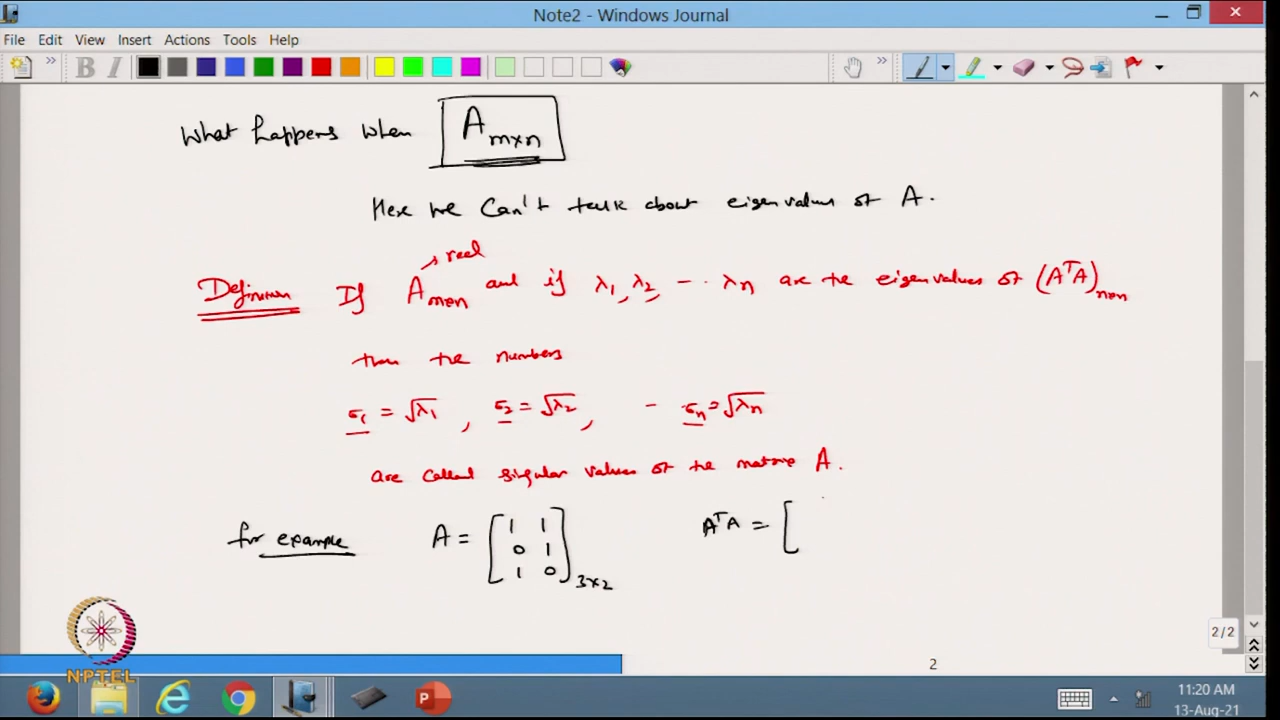 Note2 - Windows Journal
File Edit View Insert Actions Tools Help
What happens when A m×n
Here we Can't talk about eigenvalues of A.
→ real
Definition If A m×n and if λ1, λ2 - - λn are the eigenvalues of (AᵀA) n×n
then the numbers
σ1 = √λ1 , σ2 = √λ2 , - σn = √λn
are called singular values of the matrix A.
for example A = [ 1 1
0 1
1 0 ] 3×2
AᵀA = [
2 / 2
2
NPTEL
11:20 AM
13-Aug-21